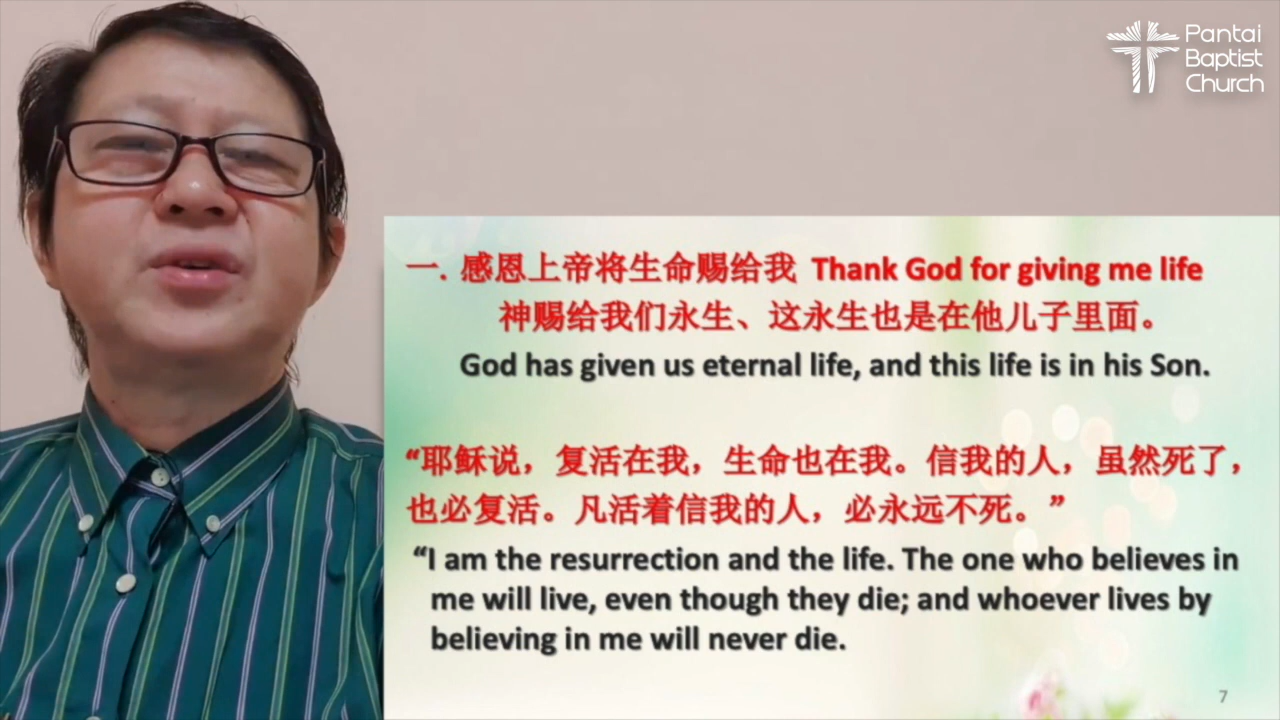 Pantai
Baptist
Church
一. 感恩上帝将生命赐给我 Thank God for giving me life
神赐给我们永生、这永生也是在他儿子里面。
God has given us eternal life, and this life is in his Son.
“耶稣说，复活在我，生命也在我。信我的人，虽然死了，
也必复活。凡活着信我的人，必永远不死。”
“I am the resurrection and the life. The one who believes in
me will live, even though they die; and whoever lives by
believing in me will never die.
7